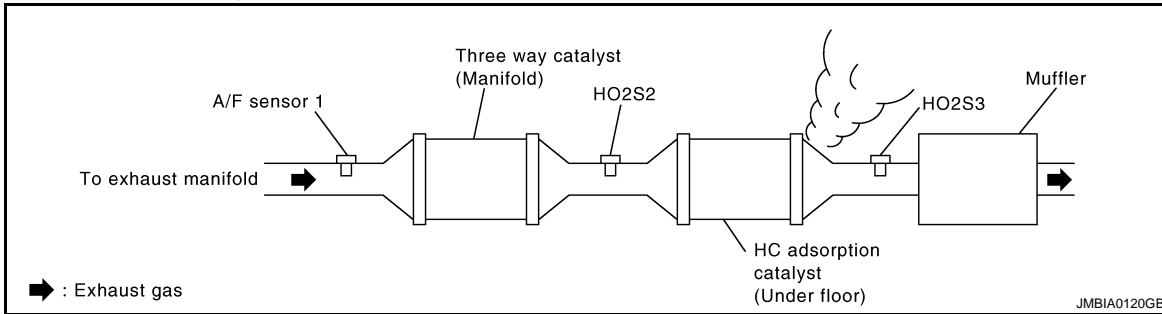 Three way catalyst
(Manifold)
A/F sensor 1
HO2S2
HO2S3
Muffler
To exhaust manifold
HC adsorption
catalyst
(Under floor)
: Exhaust gas
JMBIA0120GB